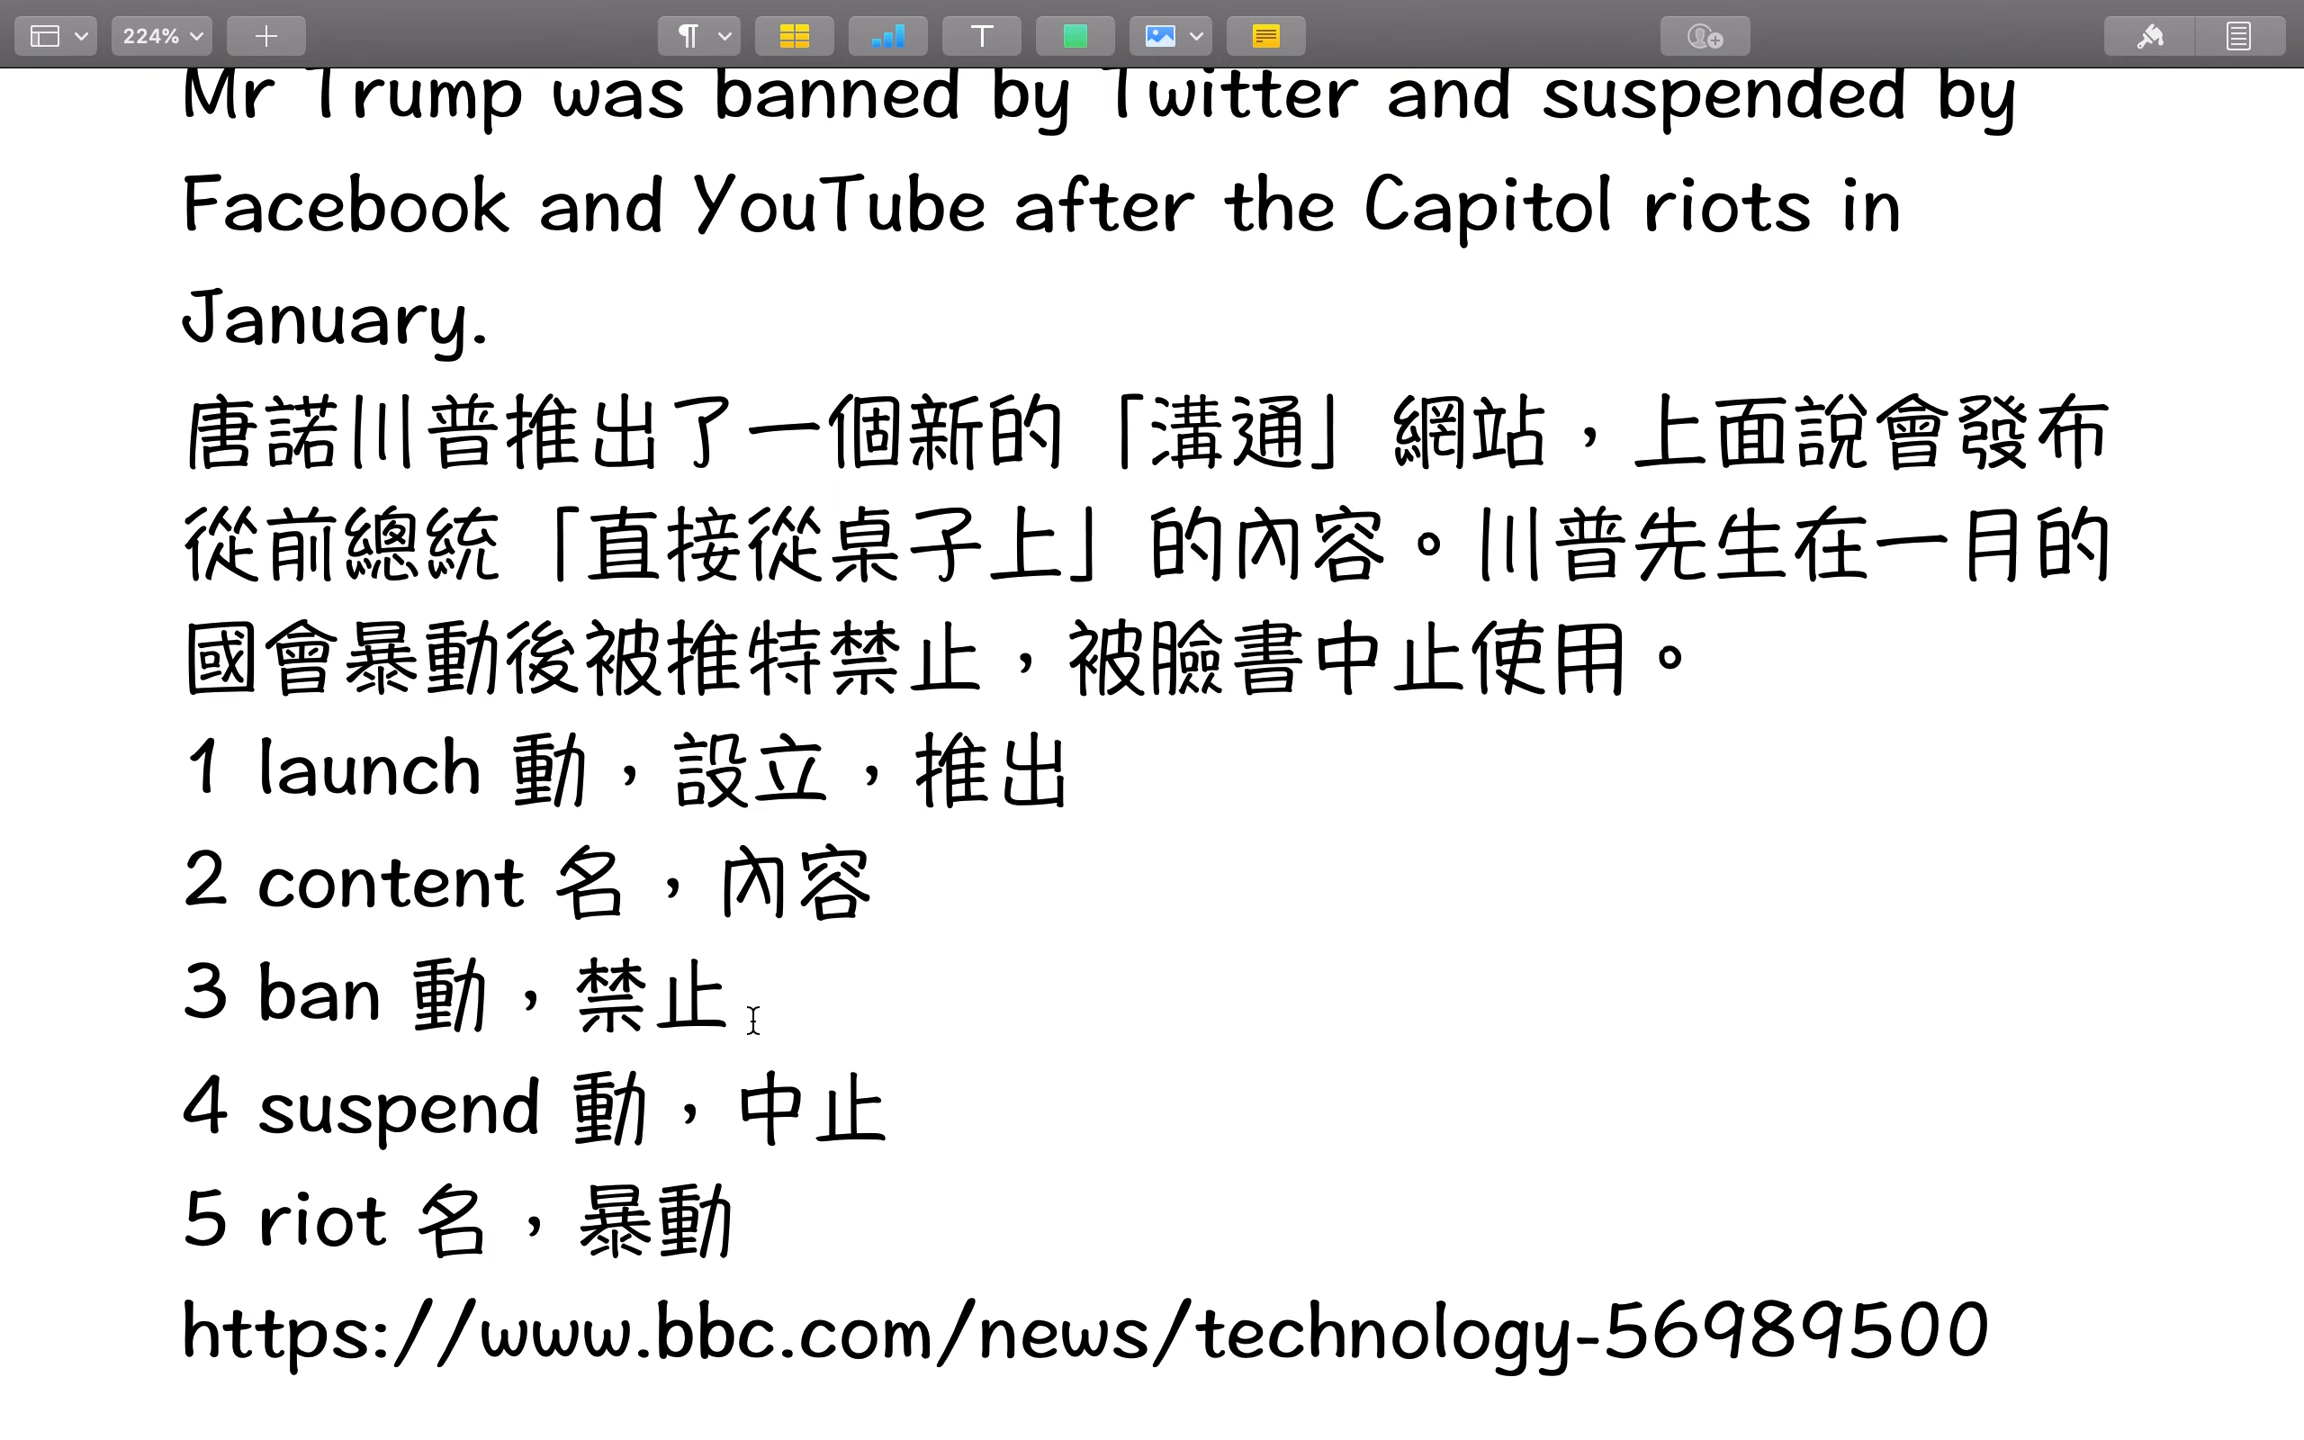 224%
Mr Trump was banned by Twitter and suspended by
Facebook and YouTube after the Capitol riots in
January.
唐諾川普推出了一個新的「溝通」網站，上面說會發布
從前總統「直接從桌子上」的內容。川普先生在一月的
國會暴動後被推特禁止，被臉書中止使用。
1 launch 動，設立，推出
2 content 名，內容
3 ban 動，禁止
4 suspend 動，中止
5 riot 名，暴動
https://www.bbc.com/news/technology-56989500